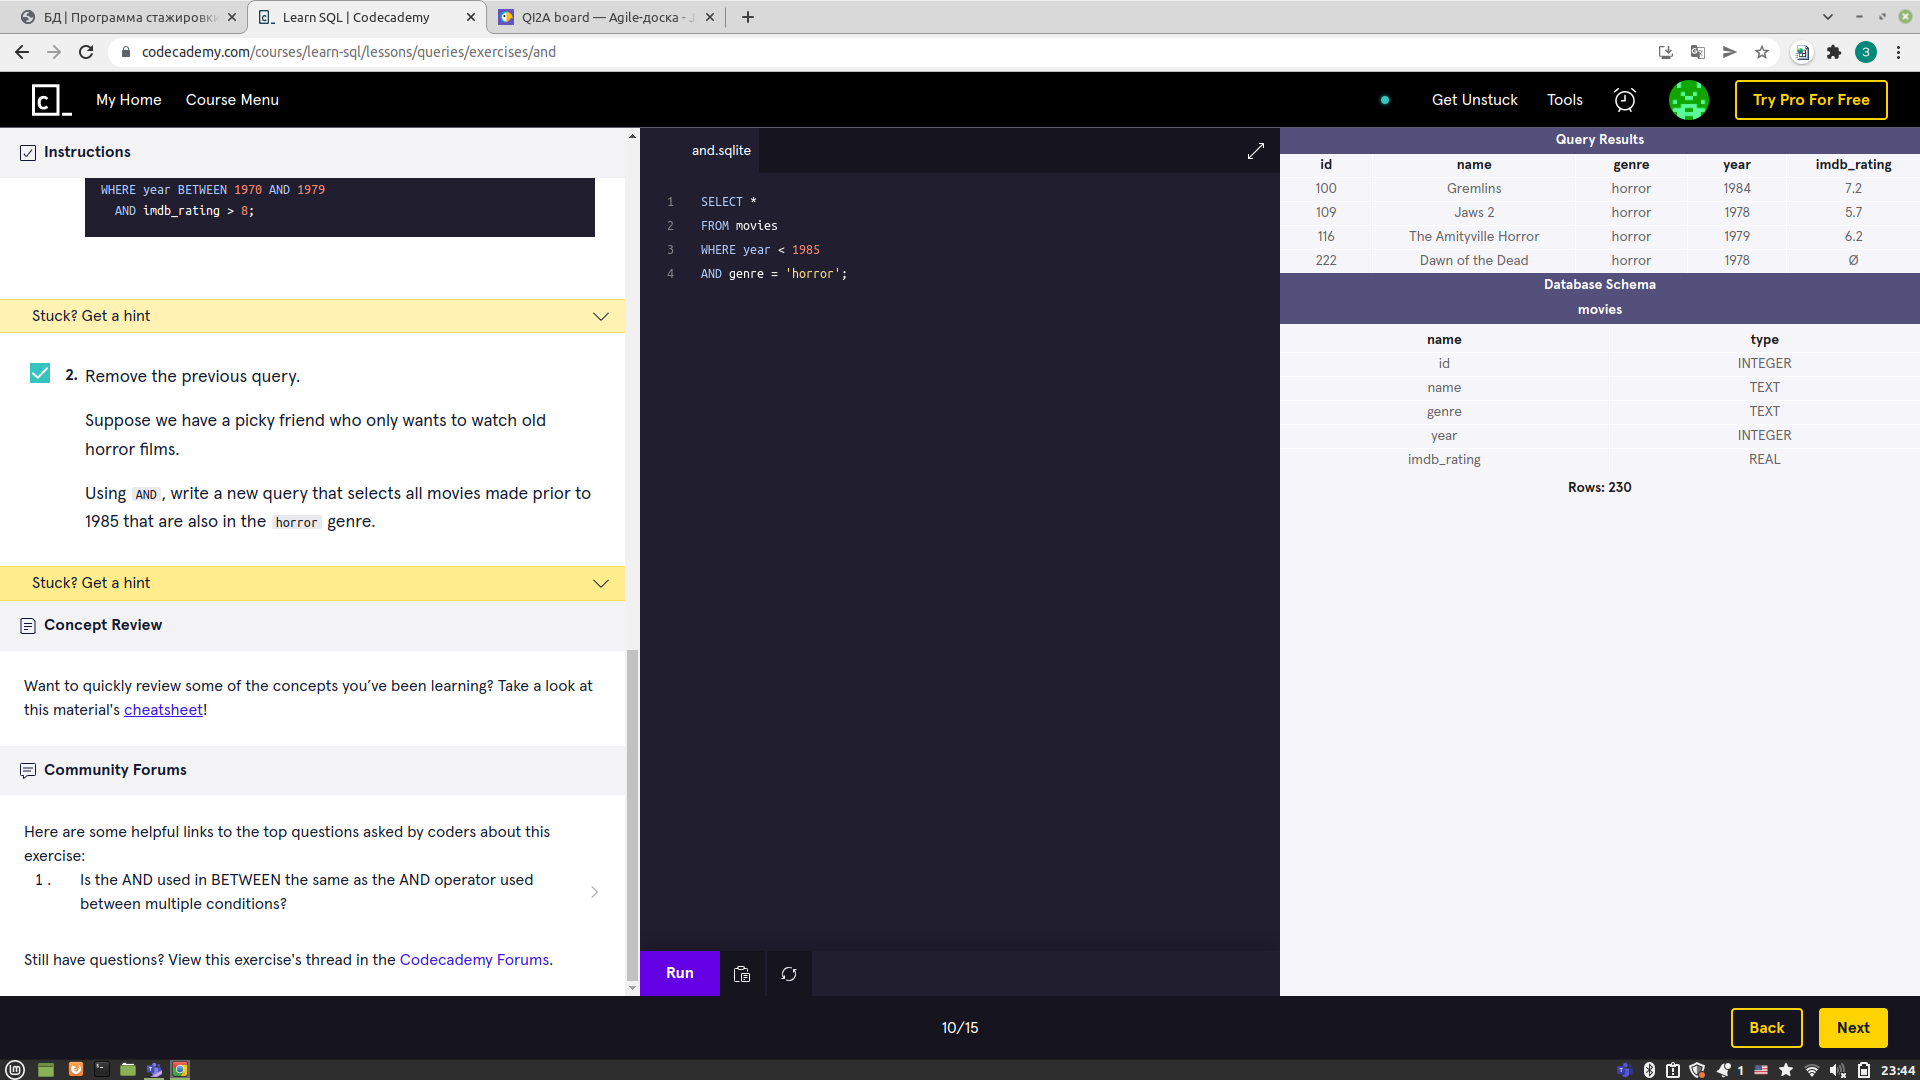 БД | Программа стажировк
Learn SQL | Codecademy
QI2A board — Agile-доска - J
codecademy.com/courses/learn-sql/lessons/queries/exercises/and
3
c
My Home
Course Menu
Get Unstuck
Tools
Try Pro For Free
Instructions
WHERE year BETWEEN 1970 AND 1979
AND imdb_rating > 8;
Stuck? Get a hint
2. Remove the previous query.
Suppose we have a picky friend who only wants to watch old
horror films.
Using AND, write a new query that selects all movies made prior to
1985 that are also in the horror genre.
Stuck? Get a hint
Concept Review
Want to quickly review some of the concepts you’ve been learning? Take a look at
this material's cheatsheet!
Community Forums
Here are some helpful links to the top questions asked by coders about this
exercise:
1. Is the AND used in BETWEEN the same as the AND operator used
between multiple conditions?
Still have questions? View this exercise's thread in the Codecademy Forums.
and.sqlite
1 SELECT *
2 FROM movies
3 WHERE year < 1985
4 AND genre = 'horror';
Run
Query Results
id name genre year imdb_rating
100 Gremlins horror 1984 7.2
109 Jaws 2 horror 1978 5.7
116 The Amityville Horror horror 1979 6.2
222 Dawn of the Dead horror 1978 Ø
Database Schema
movies
name type
id INTEGER
name TEXT
genre TEXT
year INTEGER
imdb_rating REAL
Rows: 230
10/15
Back
Next
1
23:44